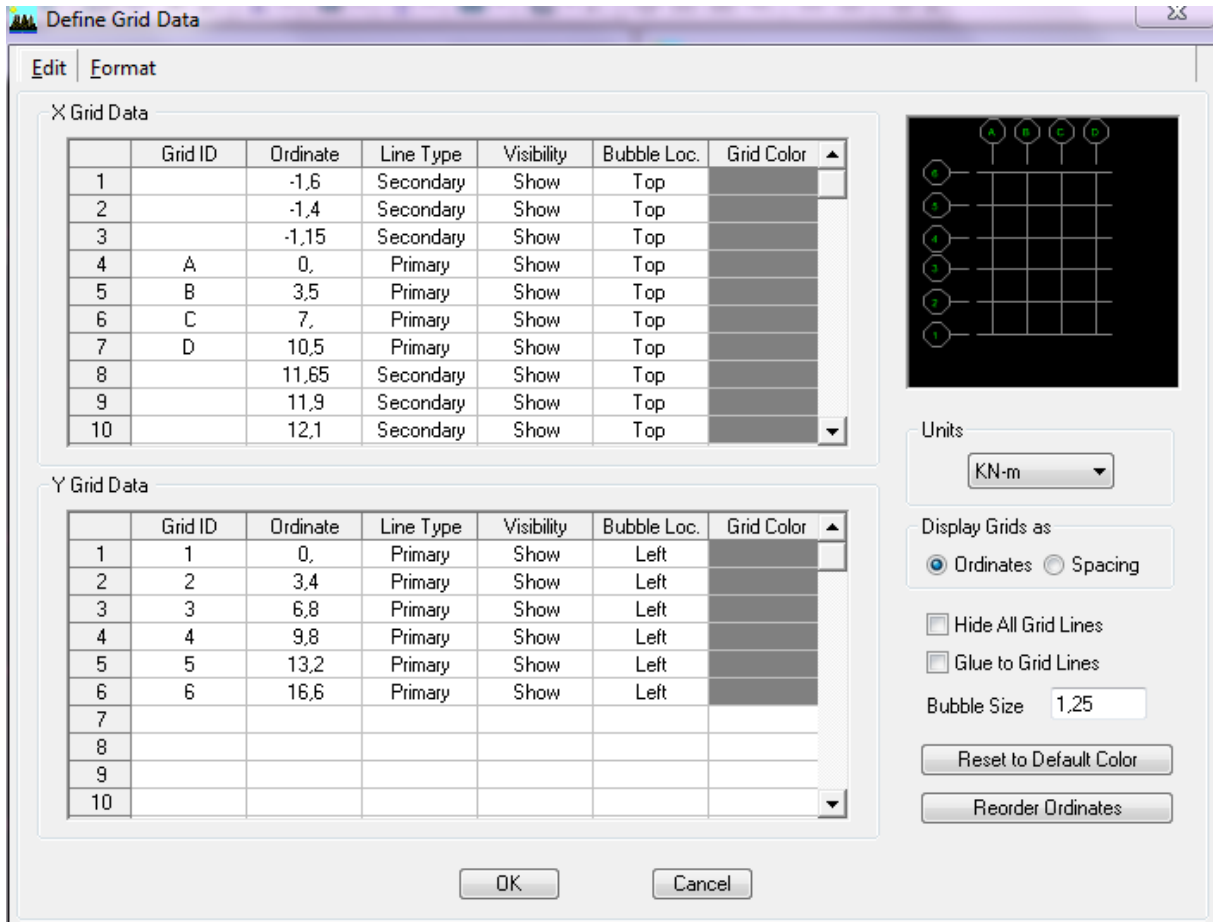 Define Grid Data
Edit Format
X Grid Data
Grid ID Ordinate Line Type Visibility Bubble Loc. Grid Color
1 -1,6 Secondary Show Top
2 -1,4 Secondary Show Top
3 -1,15 Secondary Show Top
4 A 0, Primary Show Top
5 B 3,5 Primary Show Top
6 C 7, Primary Show Top
7 D 10,5 Primary Show Top
8 11,65 Secondary Show Top
9 11,9 Secondary Show Top
10 12,1 Secondary Show Top
A B C D
6
5
4
3
2
1
Units
KN-m
Y Grid Data
Grid ID Ordinate Line Type Visibility Bubble Loc. Grid Color
1 1 0, Primary Show Left
2 2 3,4 Primary Show Left
3 3 6,8 Primary Show Left
4 4 9,8 Primary Show Left
5 5 13,2 Primary Show Left
6 6 16,6 Primary Show Left
7
8
9
10
Display Grids as
Ordinates Spacing
Hide All Grid Lines
Glue to Grid Lines
Bubble Size 1,25
Reset to Default Color
Reorder Ordinates
OK Cancel